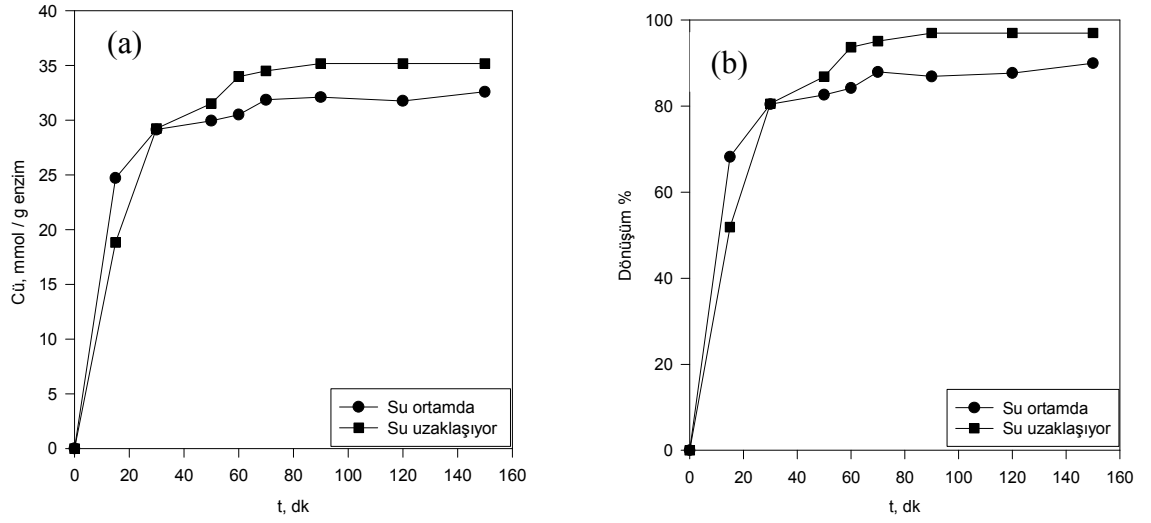 (a)
40
35
30
25
20
15
10
5
0
Cü, mmol / g enzim
0 20 40 60 80 100 120 140 160
t, dk
Su ortamda
Su uzaklaşıyor
(b)
100
80
60
40
20
0
Dönüşüm %
0 20 40 60 80 100 120 140 160
t, dk
Su ortamda
Su uzaklaşıyor